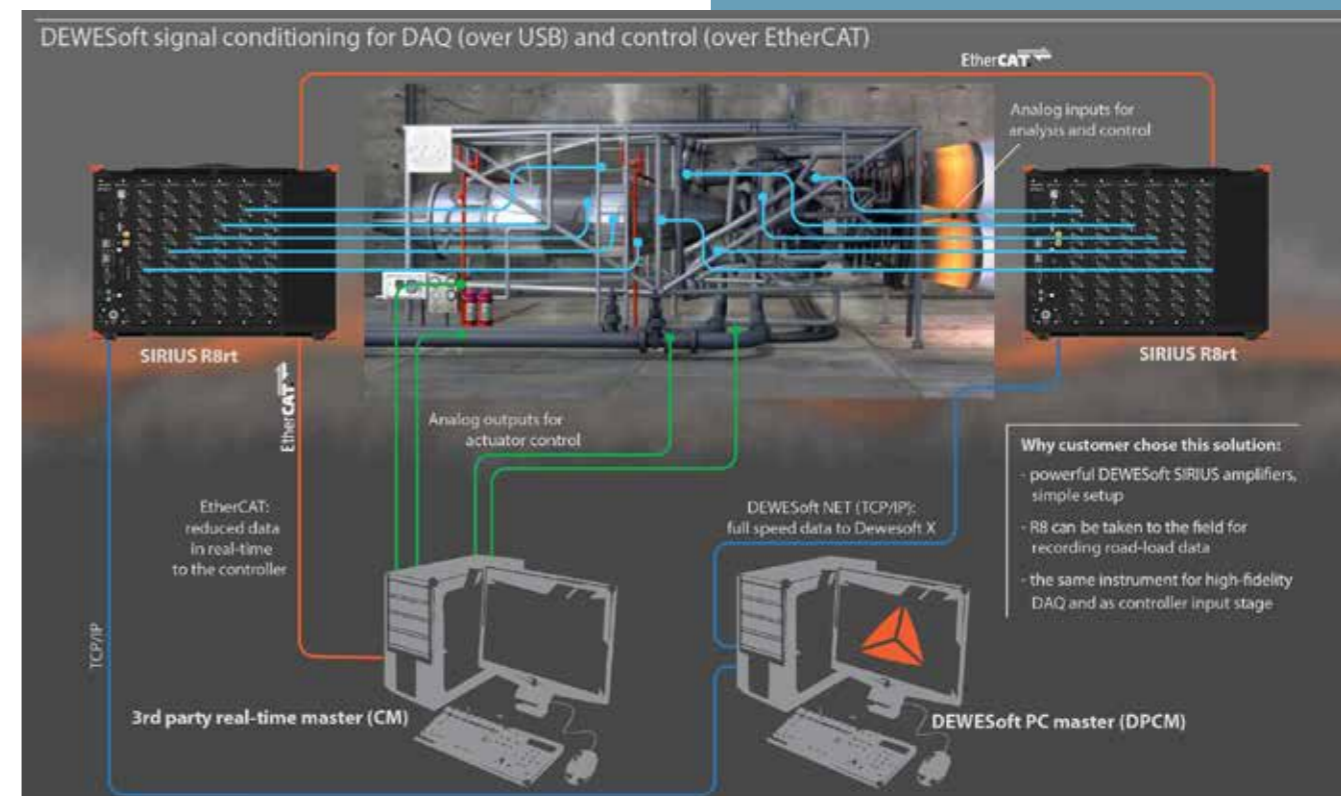 DEWESoft signal conditioning for DAQ (over USB) and control (over EtherCAT)
EtherCAT
Analog inputs for
analysis and control
SIRIUS R8rt
SIRIUS R8rt
EtherCAT
Analog outputs for
actuator control
Why customer chose this solution:
- powerful DEWESoft SIRIUS amplifiers,
simple setup
- R8 can be taken to the field for
recording road-load data
- the same instrument for high-fidelity
DAQ and as controller input stage
EtherCAT:
reduced data
in real-time
to the controller
DEWESoft NET (TCP/IP):
full speed data to Dewesoft X
TCP/IP
3rd party real-time master (CM)
DEWESoft PC master (DPCM)